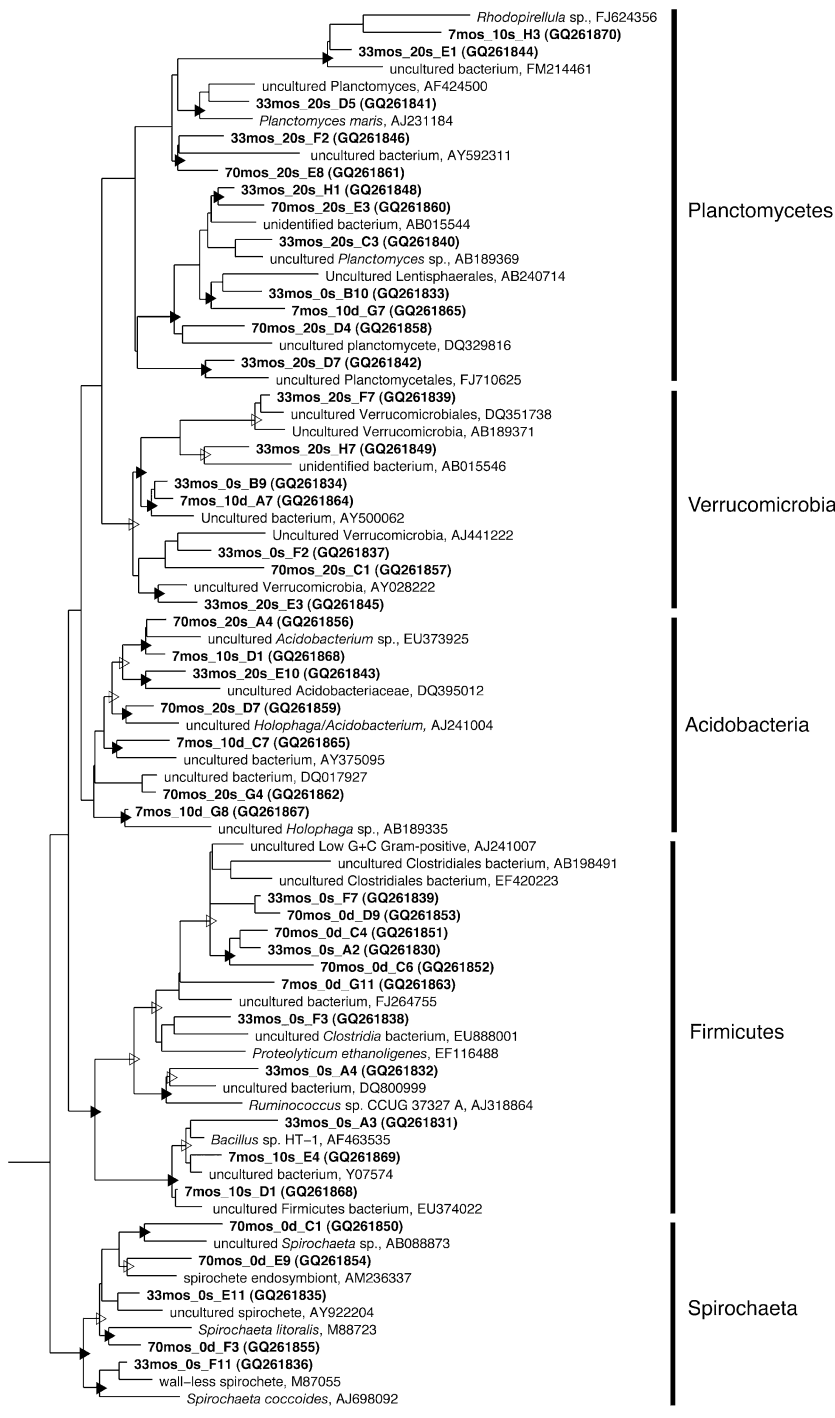 Rhodopirellula sp., FJ624356
7mos_10s_H3 (GQ261870)
33mos_20s_E1 (GQ261844)
uncultured bacterium, FM214461
uncultured Planctomyces, AF424500
33mos_20s_D5 (GQ261841)
Planctomyces maris, AJ231184
33mos_20s_F2 (GQ261846)
uncultured bacterium, AY592311
70mos_20s_E8 (GQ261861)
33mos_20s_H1 (GQ261848)
70mos_20s_E3 (GQ261860)
unidentified bacterium, AB015544
33mos_20s_C3 (GQ261840)
uncultured Planctomyces sp., AB189369
Uncultured Lentisphaerales, AB240714
33mos_0s_B10 (GQ261833)
7mos_10d_G7 (GQ261865)
70mos_20s_D4 (GQ261858)
uncultured planctomycete, DQ329816
33mos_20s_D7 (GQ261842)
uncultured Planctomycetales, FJ710625
Planctomycetes
33mos_20s_F7 (GQ261839)
uncultured Verrucomicrobiales, DQ351738
Uncultured Verrucomicrobia, AB189371
33mos_20s_H7 (GQ261849)
unidentified bacterium, AB015546
33mos_0s_B9 (GQ261834)
7mos_10d_A7 (GQ261864)
Uncultured bacterium, AY500062
Uncultured Verrucomicrobia, AJ441222
33mos_0s_F2 (GQ261837)
70mos_20s_C1 (GQ261857)
uncultured Verrucomicrobia, AY028222
33mos_20s_E3 (GQ261845)
Verrucomicrobia
70mos_20s_A4 (GQ261856)
uncultured Acidobacterium sp., EU373925
7mos_10s_D1 (GQ261868)
33mos_20s_E10 (GQ261843)
uncultured Acidobacteriaceae, DQ395012
70mos_20s_D7 (GQ261859)
uncultured Holophaga/Acidobacterium, AJ241004
7mos_10d_C7 (GQ261865)
uncultured bacterium, AY375095
uncultured bacterium, DQ017927
70mos_20s_G4 (GQ261862)
7mos_10d_G8 (GQ261867)
uncultured Holophaga sp., AB189335
Acidobacteria
uncultured Low G+C Gram-positive, AJ241007
uncultured Clostridiales bacterium, AB198491
uncultured Clostridiales bacterium, EF420223
33mos_0s_F7 (GQ261839)
70mos_0d_D9 (GQ261853)
70mos_0d_C4 (GQ261851)
33mos_0s_A2 (GQ261830)
70mos_0d_C6 (GQ261852)
7mos_0d_G11 (GQ261863)
uncultured bacterium, FJ264755
33mos_0s_F3 (GQ261838)
uncultured Clostridia bacterium, EU888001
Proteolyticum ethanoligenes, EF116488
33mos_0s_A4 (GQ261832)
uncultured bacterium, DQ800999
Ruminococcus sp. CCUG 37327 A, AJ318864
33mos_0s_A3 (GQ261831)
Bacillus sp. HT−1, AF463535
7mos_10s_E4 (GQ261869)
uncultured bacterium, Y07574
7mos_10s_D1 (GQ261868)
uncultured Firmicutes bacterium, EU374022
Firmicutes
70mos_0d_C1 (GQ261850)
uncultured Spirochaeta sp., AB088873
70mos_0d_E9 (GQ261854)
spirochete endosymbiont, AM236337
33mos_0s_E11 (GQ261835)
uncultured spirochete, AY922204
Spirochaeta litoralis, M88723
70mos_0d_F3 (GQ261855)
33mos_0s_F11 (GQ261836)
wall-less spirochete, M87055
Spirochaeta coccoides, AJ698092
Spirochaeta